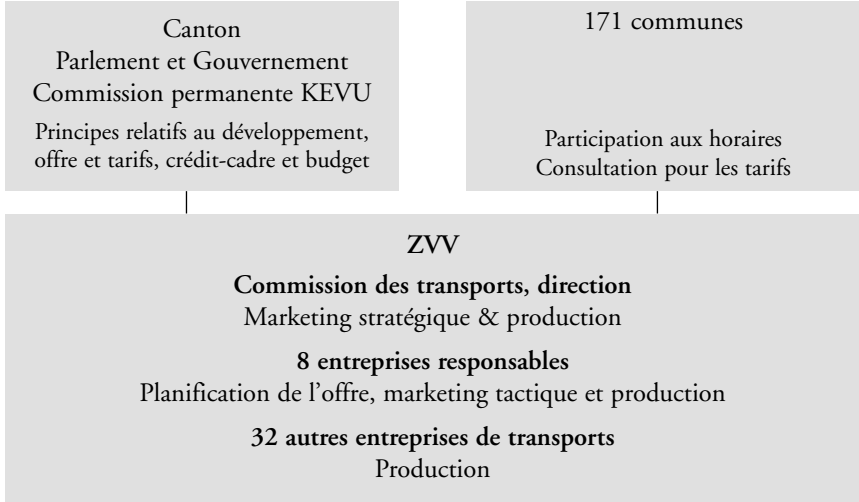 Canton
Parlement et Gouvernement
Commission permanente KEVU
Principes relatifs au développement,
offre et tarifs, crédit-cadre et budget
171 communes
Participation aux horaires
Consultation pour les tarifs
ZVV
Commission des transports, direction
Marketing stratégique & production
8 entreprises responsables
Planification de l'offre, marketing tactique et production
32 autres entreprises de transports
Production